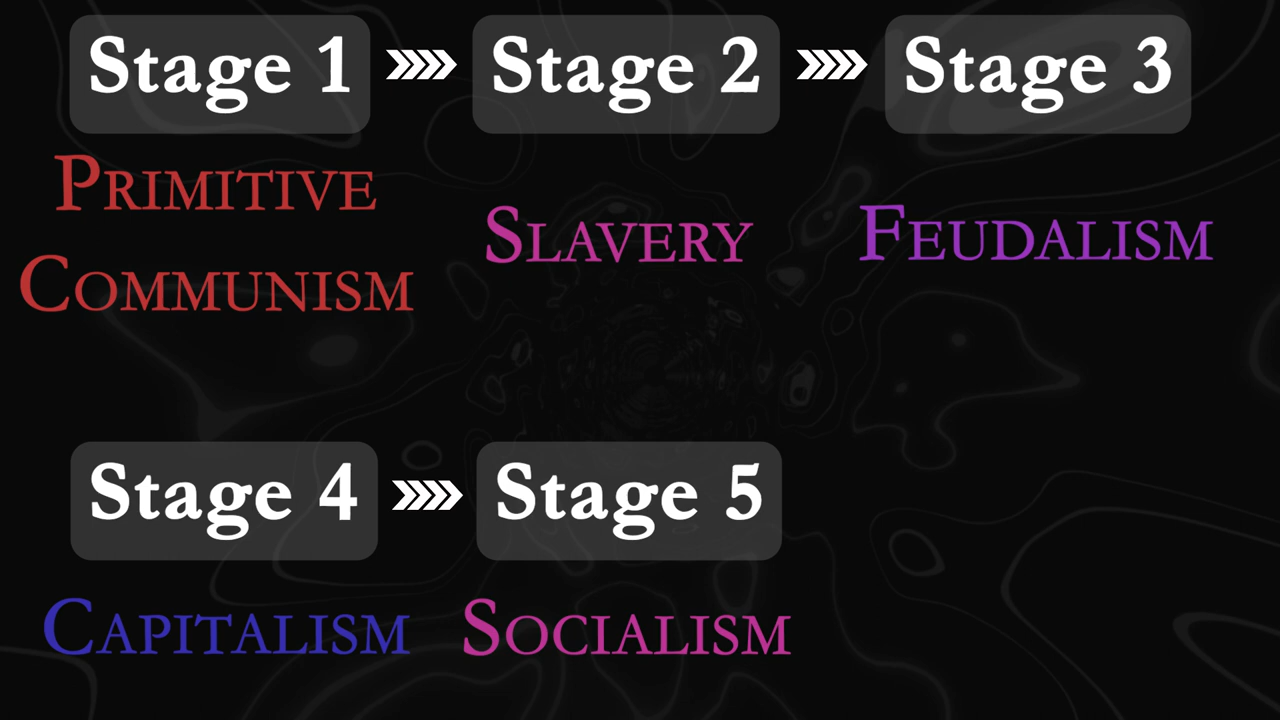 Stage 1 Stage 2 Stage 3
Primitive
Communism
Slavery
Feudalism
Stage 4 Stage 5
Capitalism Socialism